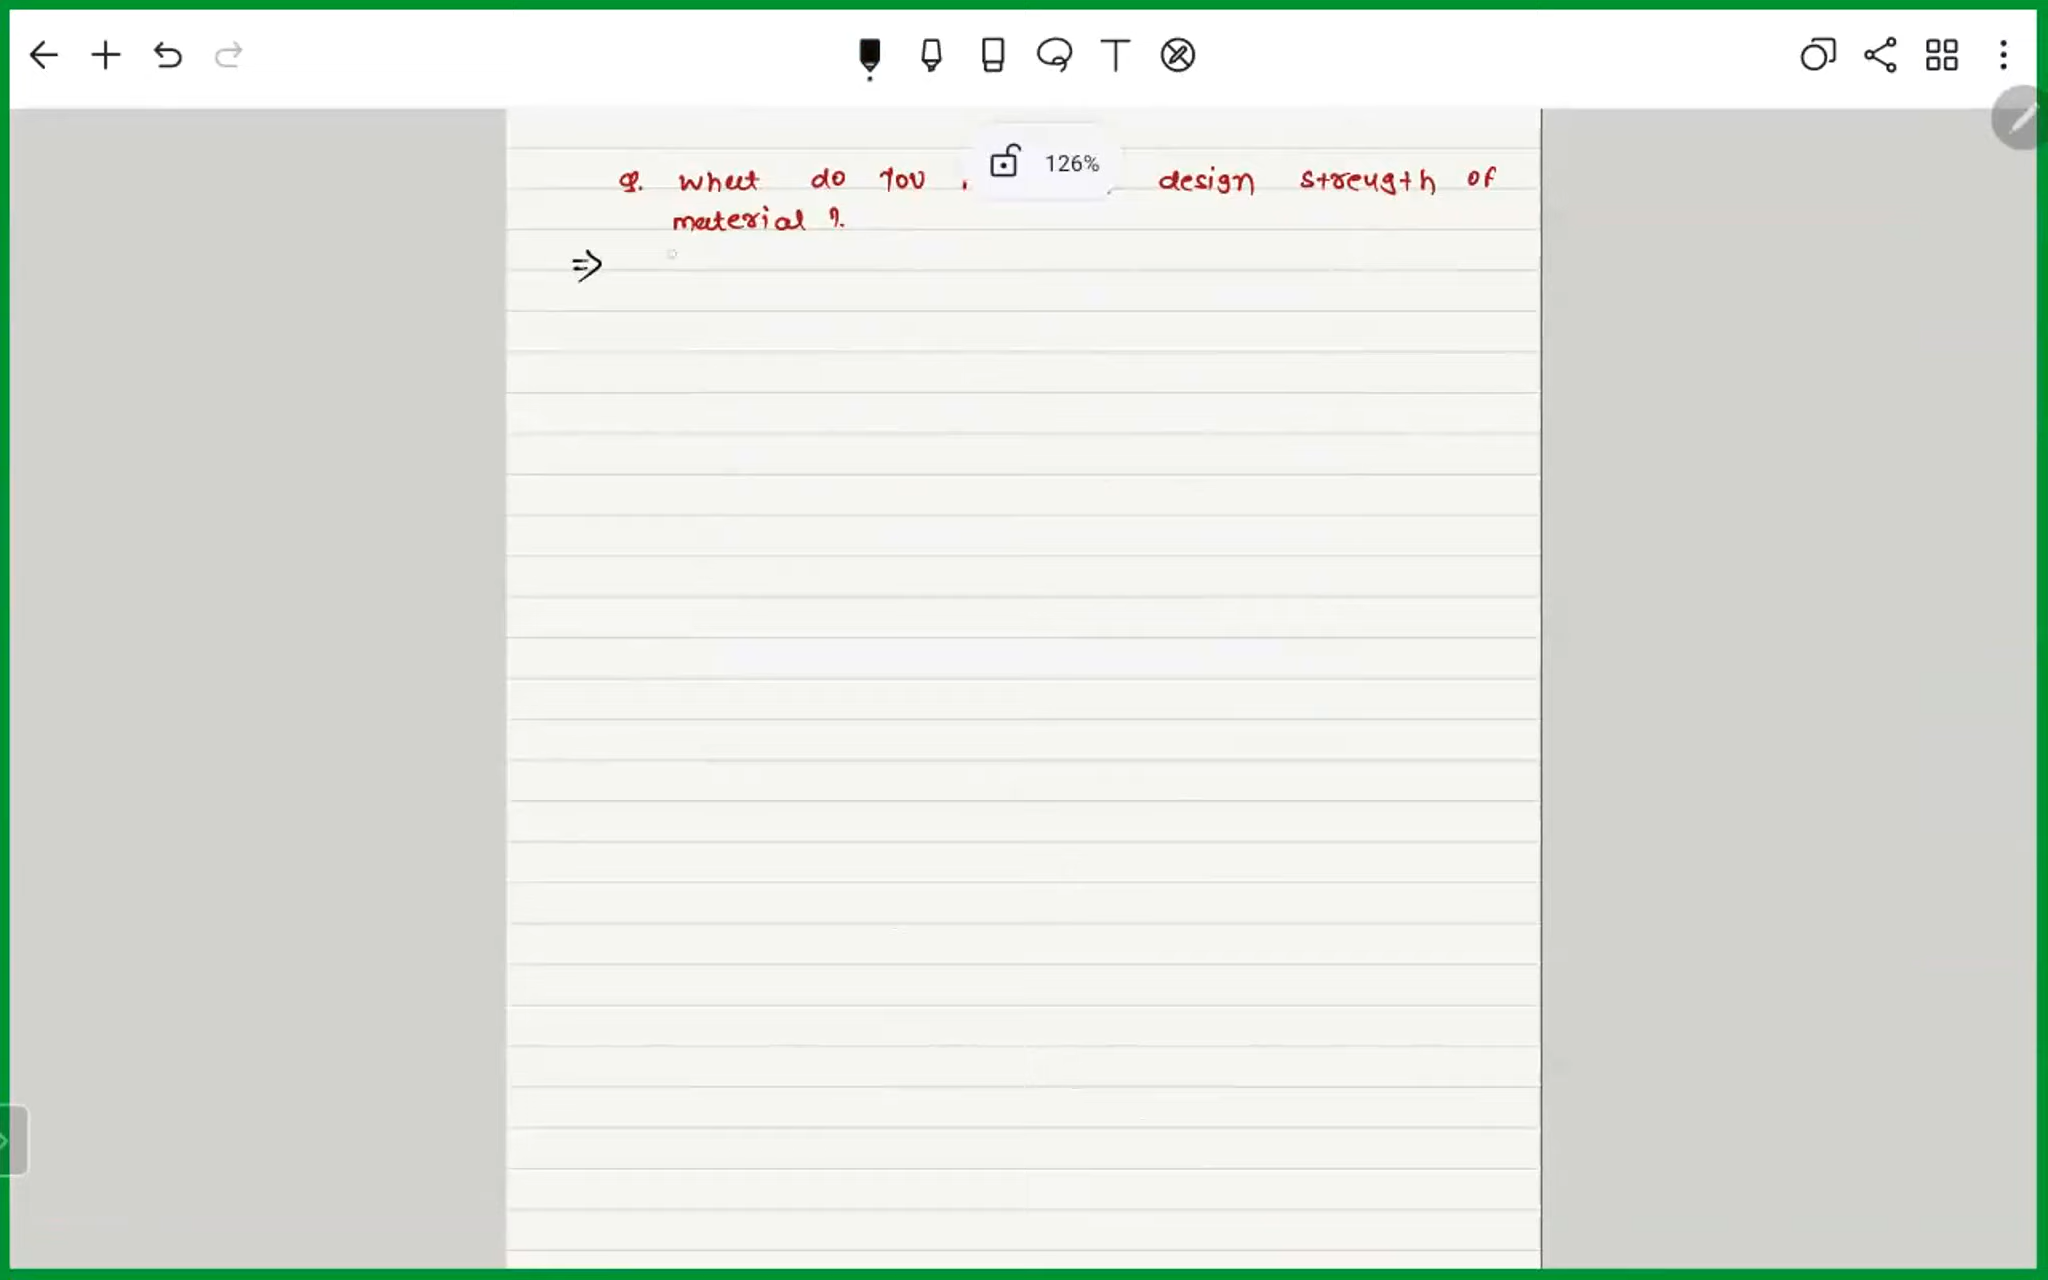 126%
Q. What do you design strength of
material ?
⇒